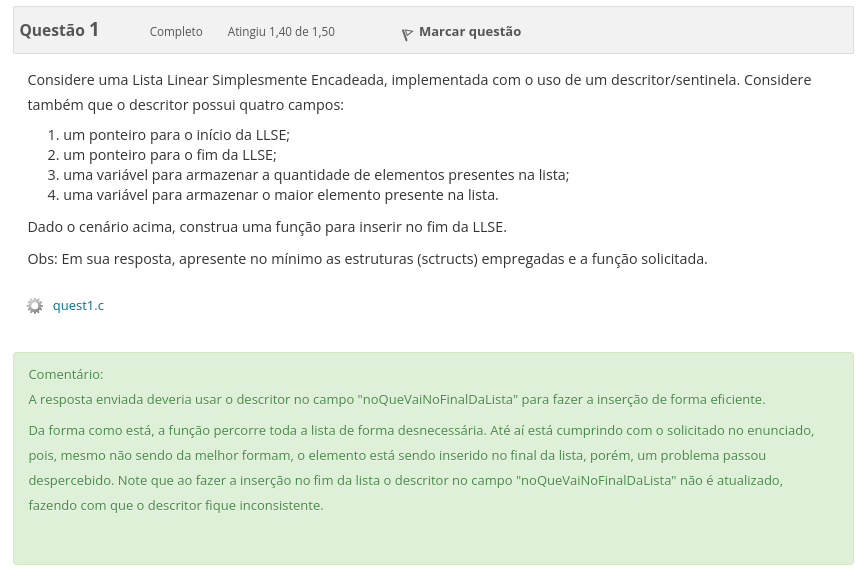 Questão 1 Completo Atingiu 1,40 de 1,50 Marcar questão
Considere uma Lista Linear Simplesmente Encadeada, implementada com o uso de um descritor/sentinela. Considere
também que o descritor possui quatro campos:
1. um ponteiro para o início da LLSE;
2. um ponteiro para o fim da LLSE;
3. uma variável para armazenar a quantidade de elementos presentes na lista;
4. uma variável para armazenar o maior elemento presente na lista.
Dado o cenário acima, construa uma função para inserir no fim da LLSE.
Obs: Em sua resposta, apresente no mínimo as estruturas (sctructs) empregadas e a função solicitada.
quest1.c
Comentário:
A resposta enviada deveria usar o descritor no campo "noQueVaiNoFinalDaLista" para fazer a inserção de forma eficiente.
Da forma como está, a função percorre toda a lista de forma desnecessária. Até aí está cumprindo com o solicitado no enunciado,
pois, mesmo não sendo da melhor formam, o elemento está sendo inserido no final da lista, porém, um problema passou
despercebido. Note que ao fazer a inserção no fim da lista o descritor no campo "noQueVaiNoFinalDaLista" não é atualizado,
fazendo com que o descritor fique inconsistente.